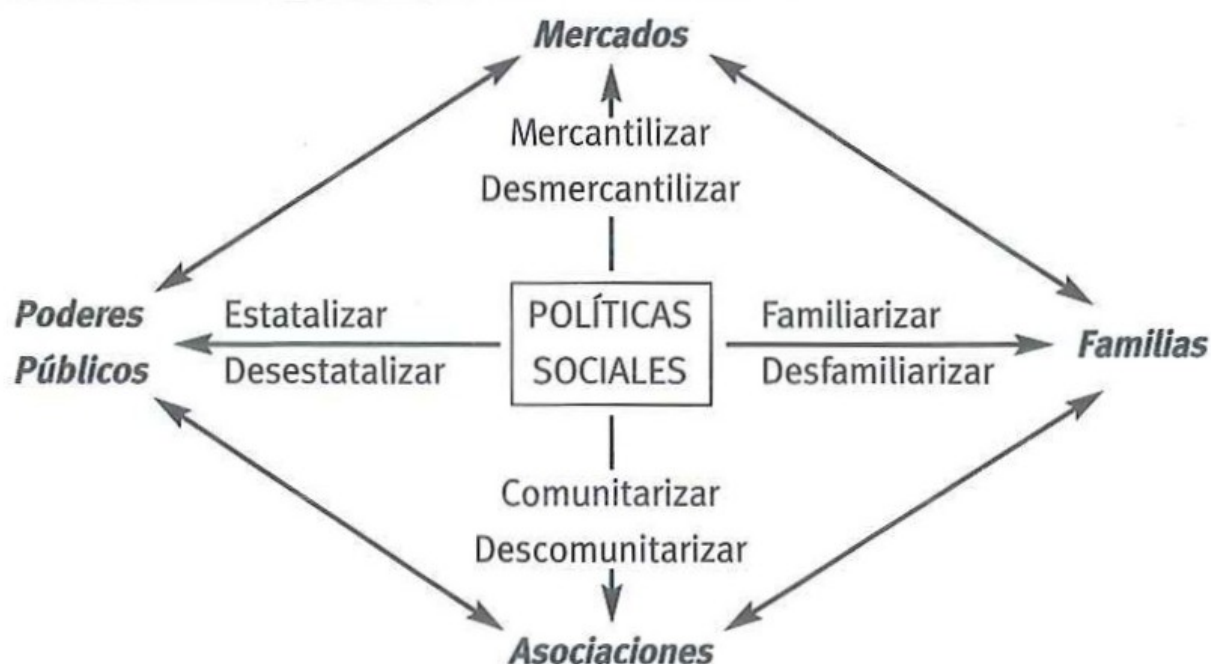 Mercados
Mercantilizar
Desmercantilizar
Poderes
Públicos
Estatalizar
Desestatalizar
POLÍTICAS
SOCIALES
Familiarizar
Desfamiliarizar
Familias
Comunitarizar
Descomunitarizar
Asociaciones